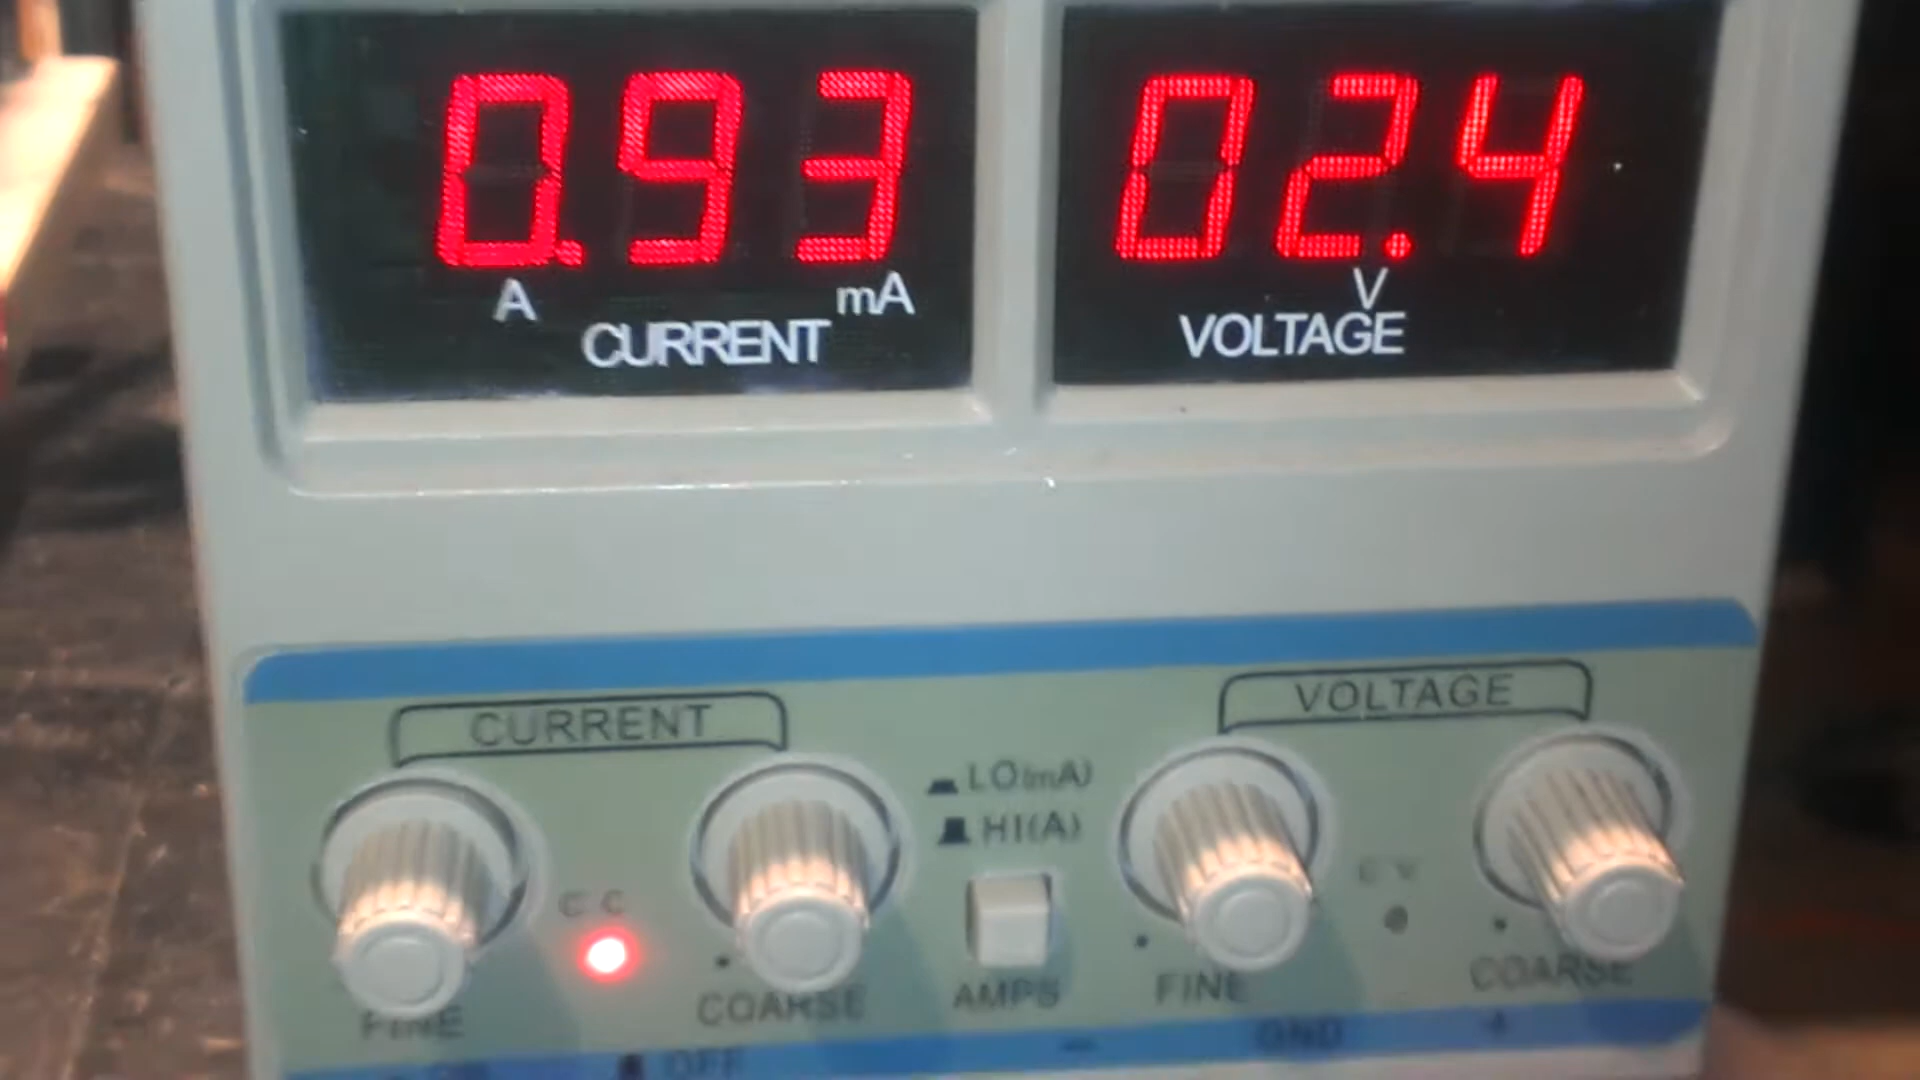 0.93 02.4
A mA V
CURRENT VOLTAGE
CURRENT VOLTAGE
LO(mA)
HI(A)
C C C V
FINE COARSE AMPS FINE COARSE
OFF - GND +